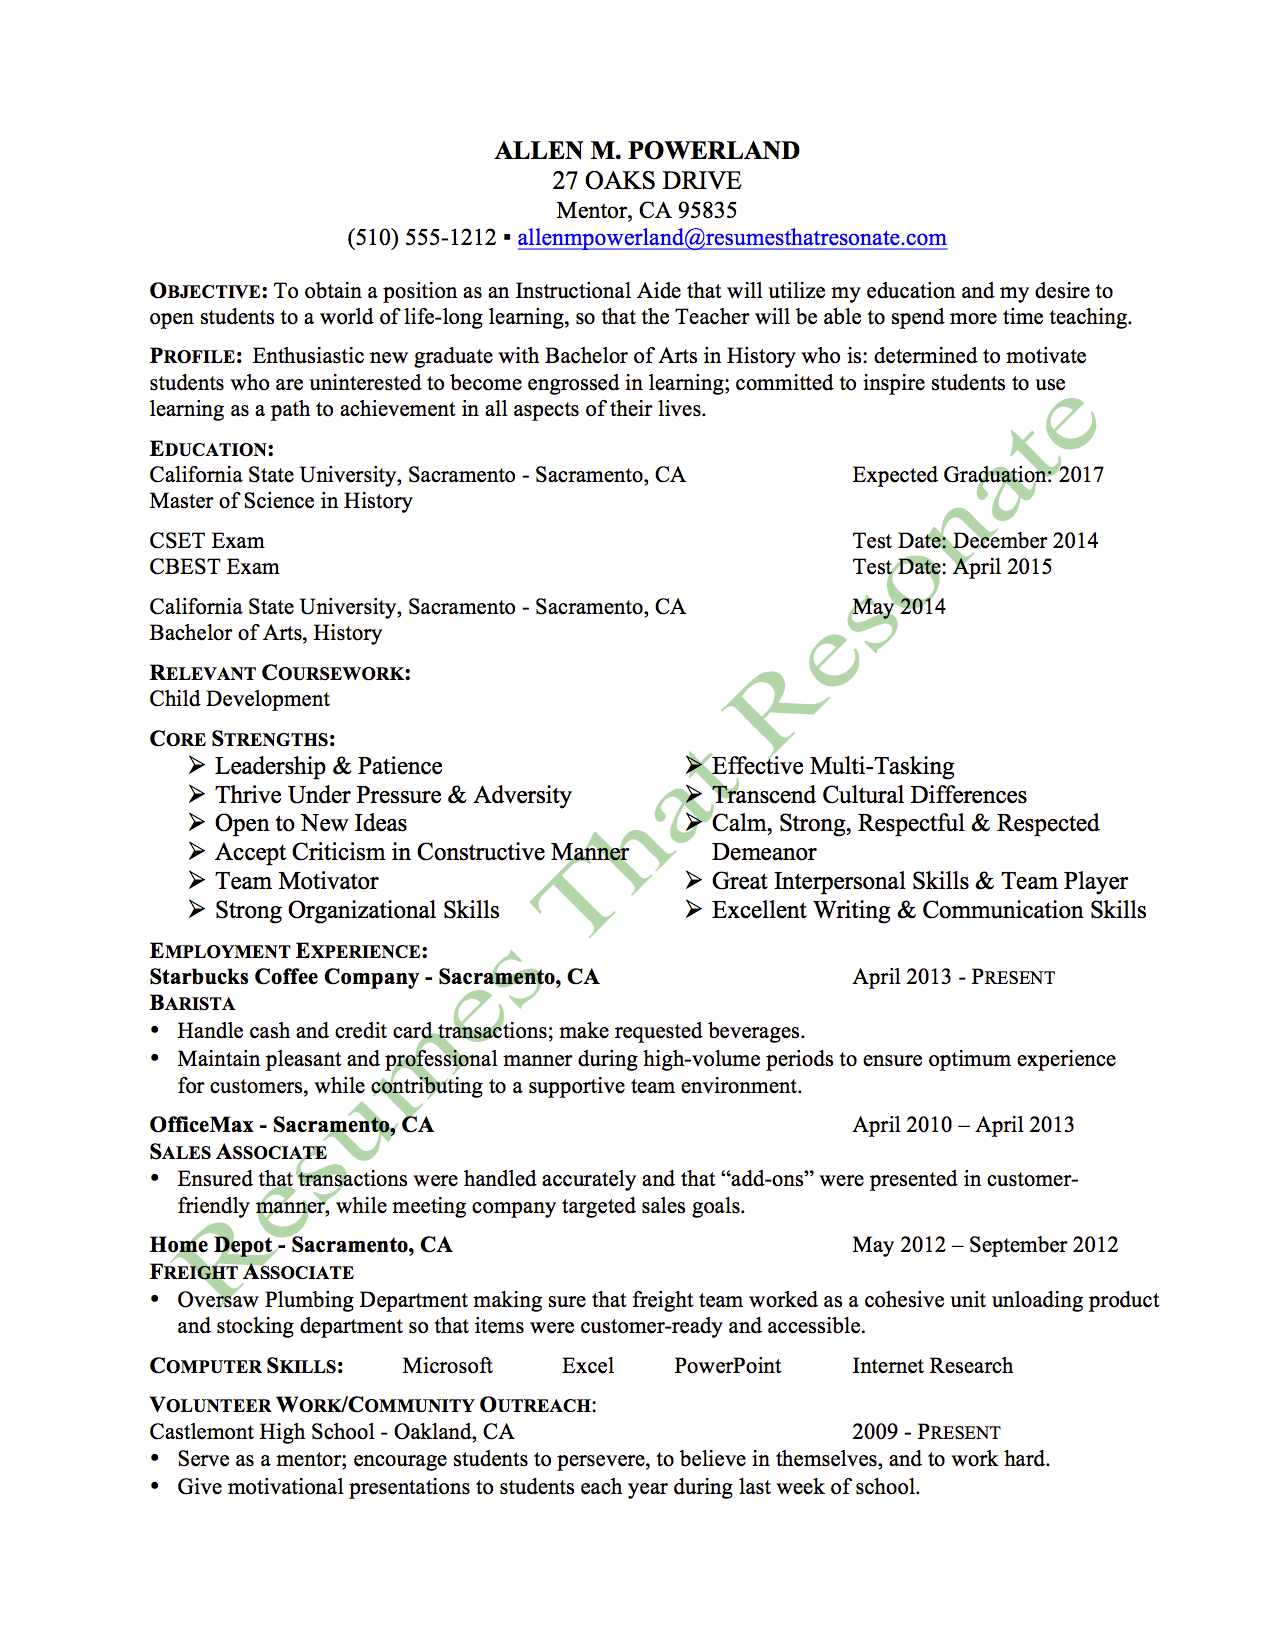 ALLEN M. POWERLAND
27 OAKS DRIVE
Mentor, CA 95835
(510) 555-1212 ▪ allenmpowerland@resumesthatresonate.com
OBJECTIVE: To obtain a position as an Instructional Aide that will utilize my education and my desire to
open students to a world of life-long learning, so that the Teacher will be able to spend more time teaching.
PROFILE: Enthusiastic new graduate with Bachelor of Arts in History who is: determined to motivate
students who are uninterested to become engrossed in learning; committed to inspire students to use
learning as a path to achievement in all aspects of their lives.
EDUCATION:
California State University, Sacramento - Sacramento, CA Expected Graduation: 2017
Master of Science in History
CSET Exam Test Date: December 2014
CBEST Exam Test Date: April 2015
California State University, Sacramento - Sacramento, CA May 2014
Bachelor of Arts, History
RELEVANT COURSEWORK:
Child Development
CORE STRENGTHS:
➢ Leadership & Patience
➢ Thrive Under Pressure & Adversity
➢ Open to New Ideas
➢ Accept Criticism in Constructive Manner
➢ Team Motivator
➢ Strong Organizational Skills
➢ Effective Multi-Tasking
➢ Transcend Cultural Differences
➢ Calm, Strong, Respectful & Respected
Demeanor
➢ Great Interpersonal Skills & Team Player
➢ Excellent Writing & Communication Skills
EMPLOYMENT EXPERIENCE:
Starbucks Coffee Company - Sacramento, CA April 2013 - PRESENT
BARISTA
• Handle cash and credit card transactions; make requested beverages.
• Maintain pleasant and professional manner during high-volume periods to ensure optimum experience
for customers, while contributing to a supportive team environment.
OfficeMax - Sacramento, CA April 2010 – April 2013
SALES ASSOCIATE
• Ensured that transactions were handled accurately and that “add-ons” were presented in customer-
friendly manner, while meeting company targeted sales goals.
Home Depot - Sacramento, CA May 2012 – September 2012
FREIGHT ASSOCIATE
• Oversaw Plumbing Department making sure that freight team worked as a cohesive unit unloading product
and stocking department so that items were customer-ready and accessible.
COMPUTER SKILLS: Microsoft Excel PowerPoint Internet Research
VOLUNTEER WORK/COMMUNITY OUTREACH:
Castlemont High School - Oakland, CA 2009 - PRESENT
• Serve as a mentor; encourage students to persevere, to believe in themselves, and to work hard.
• Give motivational presentations to students each year during last week of school.
Resumes That Resonate